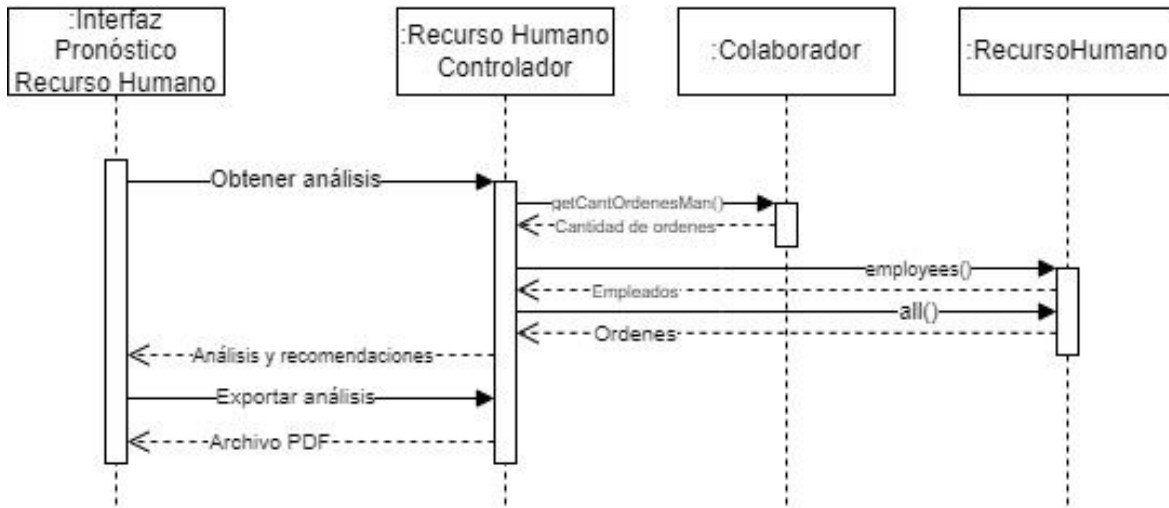 :Interfaz
Pronóstico
Recurso Humano
:Recurso Humano
Controlador
:Colaborador
:RecursoHumano
Obtener análisis
getCantOrdenesMan()
Cantidad de ordenes
employees()
Empleados
all()
Ordenes
Análisis y recomendaciones
Exportar análisis
Archivo PDF